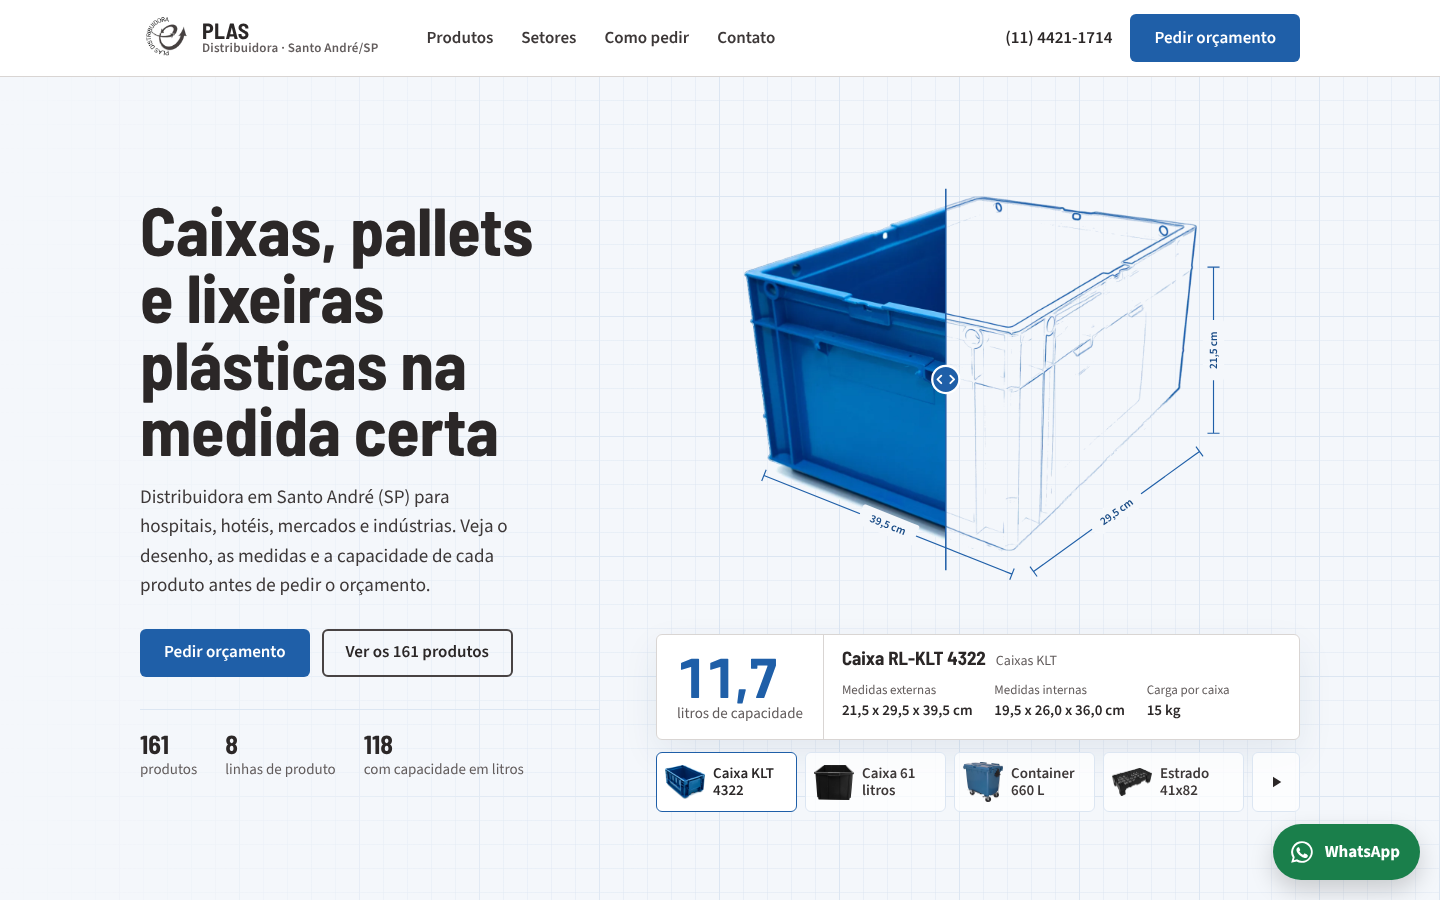 PLAS DISTRIBUIDORA
PLAS
Distribuidora · Santo André/SP
Produtos
Setores
Como pedir
Contato
(11) 4421-1714
Pedir orçamento
Caixas, pallets
e lixeiras
plásticas na
medida certa
Distribuidora em Santo André (SP) para
hospitais, hotéis, mercados e indústrias. Veja o
desenho, as medidas e a capacidade de cada
produto antes de pedir o orçamento.
Pedir orçamento
Ver os 161 produtos
161
produtos
8
linhas de produto
118
com capacidade em litros
21,5 cm
39,5 cm
29,5 cm
11,7
litros de capacidade
Caixa RL-KLT 4322 Caixas KLT
Medidas externas
21,5 x 29,5 x 39,5 cm
Medidas internas
19,5 x 26,0 x 36,0 cm
Carga por caixa
15 kg
Caixa KLT
4322
Caixa 61
litros
Container
660 L
Estrado
41x82
WhatsApp